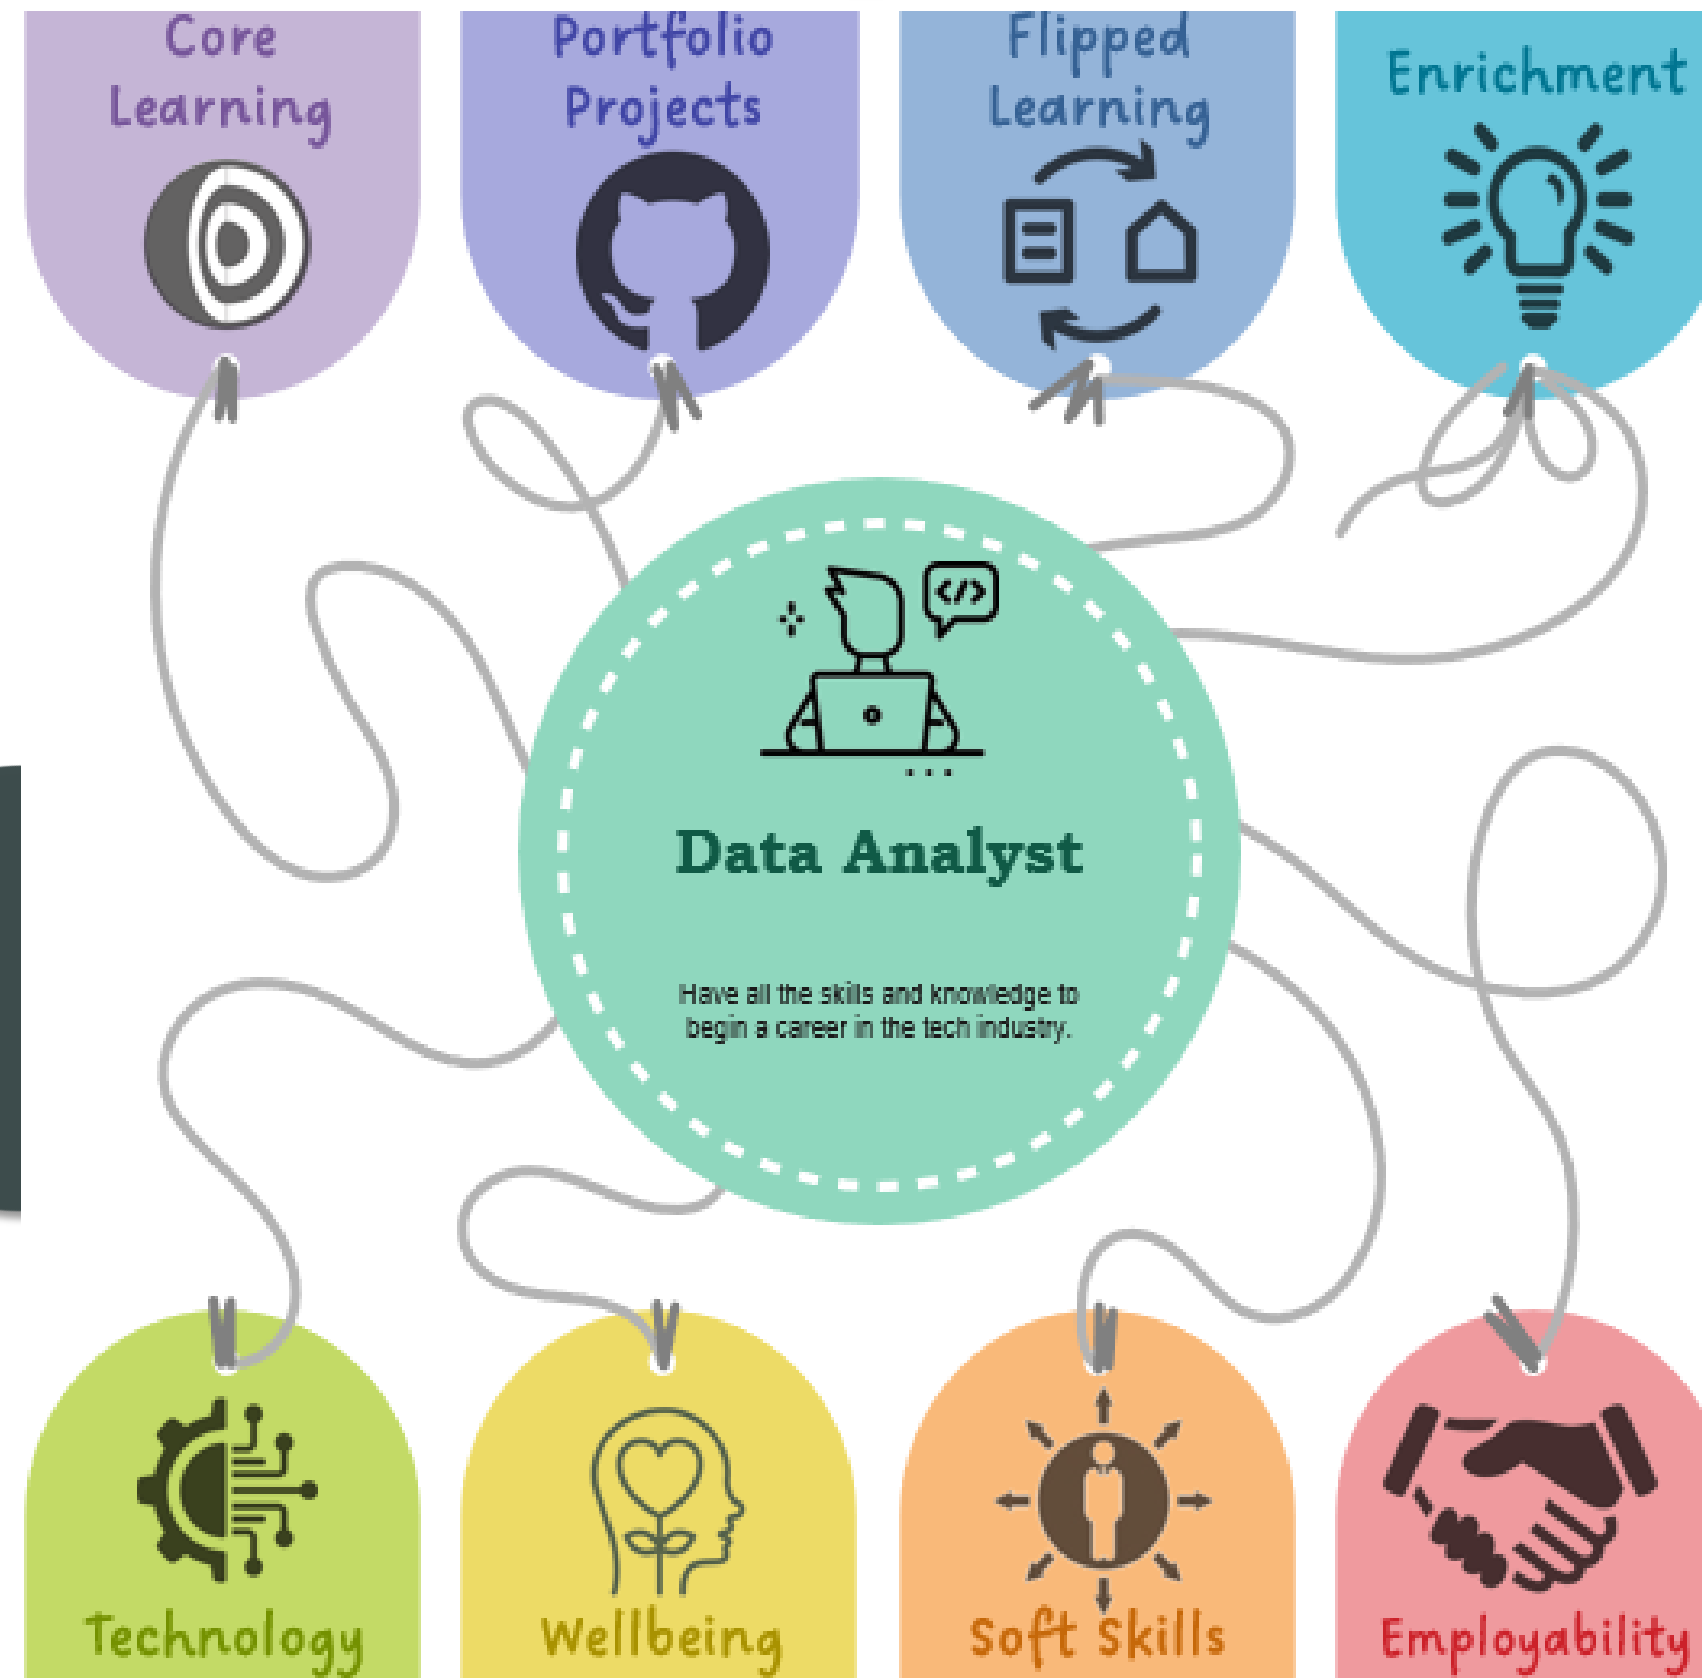 Core
Learning
Portfolio
Projects
Flipped
Learning
Enrichment
</>
Data Analyst
Have all the skills and knowledge to
begin a career in the tech industry.
Technology
Wellbeing
Soft Skills
Employability